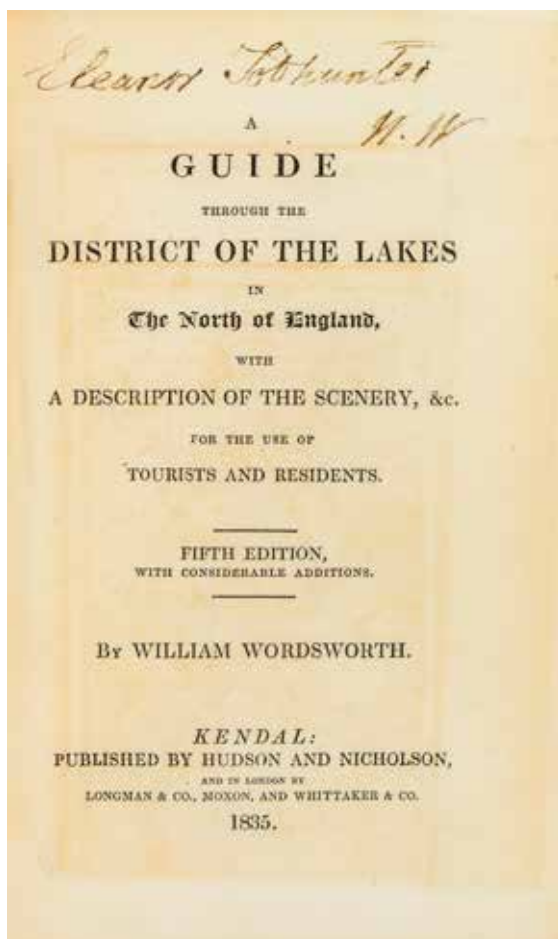 Eleanor Tothunter
W. W
A
GUIDE
THROUGH THE
DISTRICT OF THE LAKES
IN
The North of England,
WITH
A DESCRIPTION OF THE SCENERY, &c.
FOR THE USE OF
TOURISTS AND RESIDENTS.
FIFTH EDITION,
WITH CONSIDERABLE ADDITIONS.
By WILLIAM WORDSWORTH.
KENDAL:
PUBLISHED BY HUDSON AND NICHOLSON,
AND IN LONDON BY
LONGMAN & CO., MOXON, AND WHITTAKER & CO.
1835.